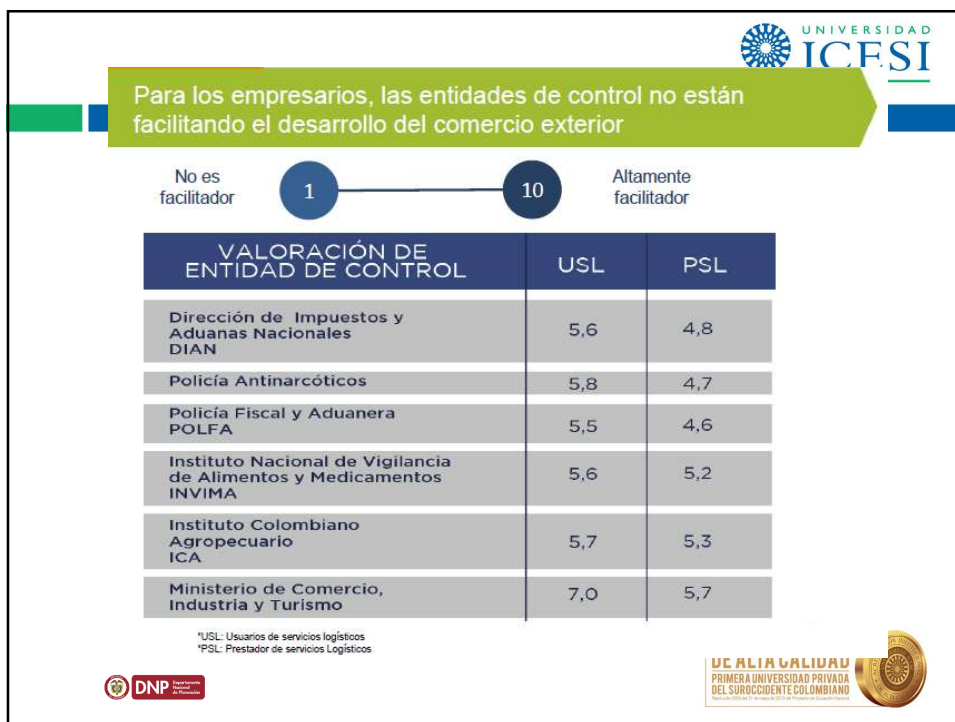 UNIVERSIDAD
ICESI
Para los empresarios, las entidades de control no están
facilitando el desarrollo del comercio exterior
No es
facilitador
1
10
Altamente
facilitador
VALORACIÓN DE
ENTIDAD DE CONTROL
USL
PSL
Dirección de Impuestos y
Aduanas Nacionales
DIAN
5,6
4,8
Policía Antinarcóticos
5,8
4,7
Policía Fiscal y Aduanera
POLFA
5,5
4,6
Instituto Nacional de Vigilancia
de Alimentos y Medicamentos
INVIMA
5,6
5,2
Instituto Colombiano
Agropecuario
ICA
5,7
5,3
Ministerio de Comercio,
Industria y Turismo
7,0
5,7
*USL: Usuarios de servicios logísticos
*PSL: Prestador de servicios Logísticos
DNP
Departamento
Nacional
de Planeación
DE ALTA CALIDAD
PRIMERA UNIVERSIDAD PRIVADA
DEL SUROCCIDENTE COLOMBIANO